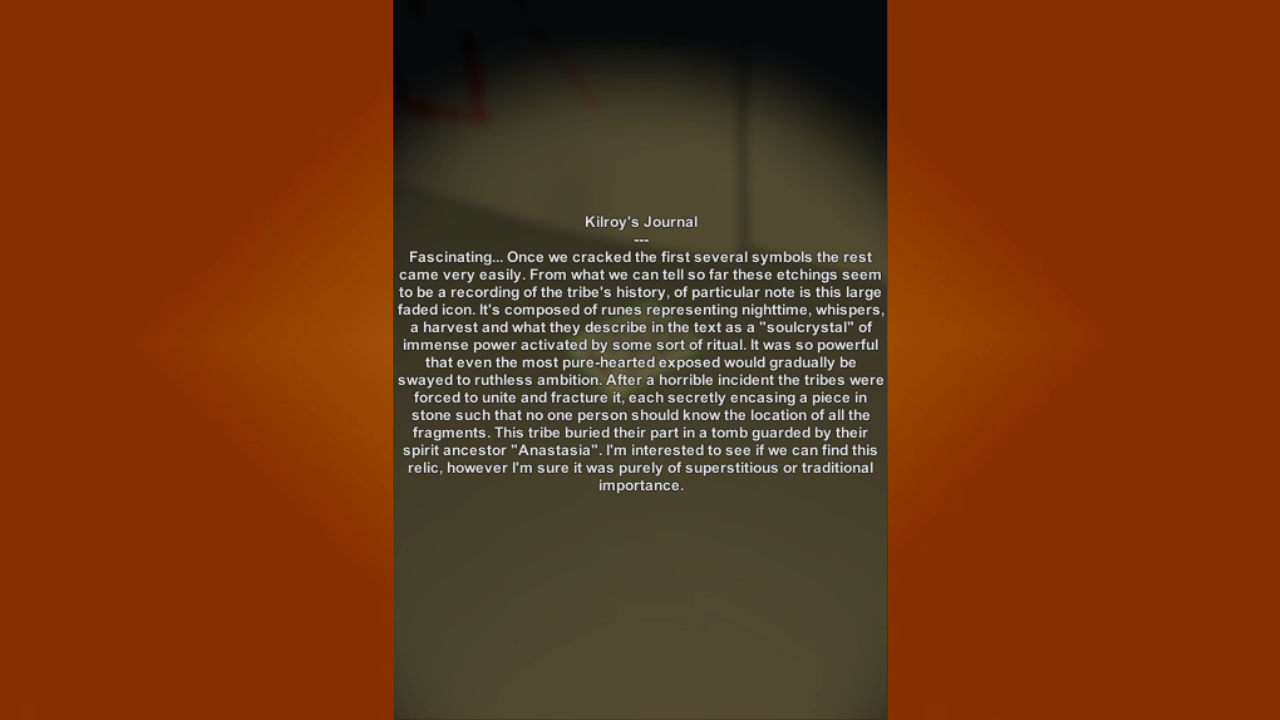 Kilroy's Journal
---
Fascinating... Once we cracked the first several symbols the rest
came very easily. From what we can tell so far these etchings seem
to be a recording of the tribe's history, of particular note is this large
faded icon. It's composed of runes representing nighttime, whispers,
a harvest and what they describe in the text as a "soulcrystal" of
immense power activated by some sort of ritual. It was so powerful
that even the most pure-hearted exposed would gradually be
swayed to ruthless ambition. After a horrible incident the tribes were
forced to unite and fracture it, each secretly encasing a piece in
stone such that no one person should know the location of all the
fragments. This tribe buried their part in a tomb guarded by their
spirit ancestor "Anastasia". I'm interested to see if we can find this
relic, however I'm sure it was purely of superstitious or traditional
importance.